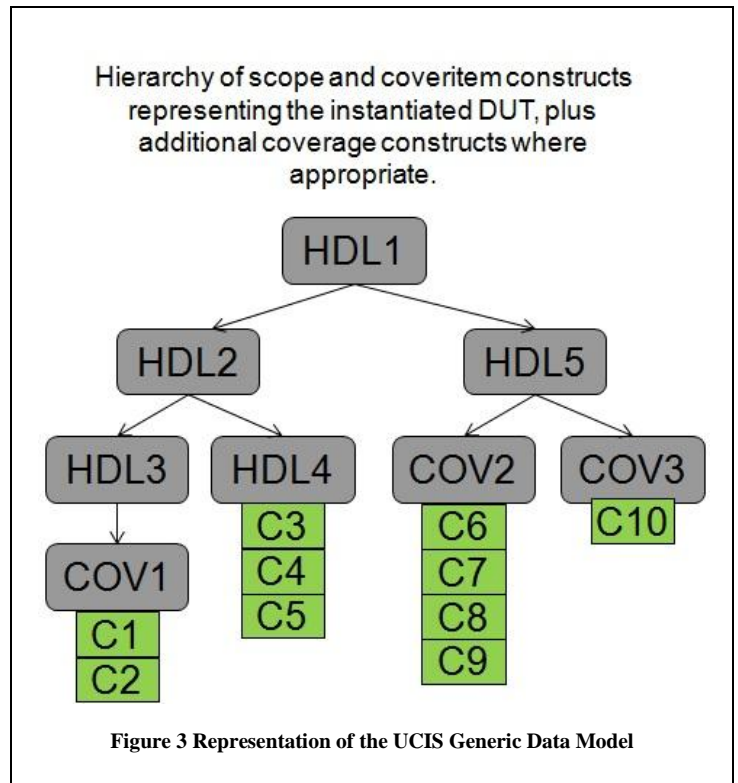 Hierarchy of scope and coveritem constructs
representing the instantiated DUT, plus
additional coverage constructs where
appropriate.
HDL1
HDL2
HDL5
HDL3
HDL4
COV2
COV3
C3
C6
C10
COV1
C4
C7
C1
C5
C8
C2
C9
Figure 3 Representation of the UCIS Generic Data Model